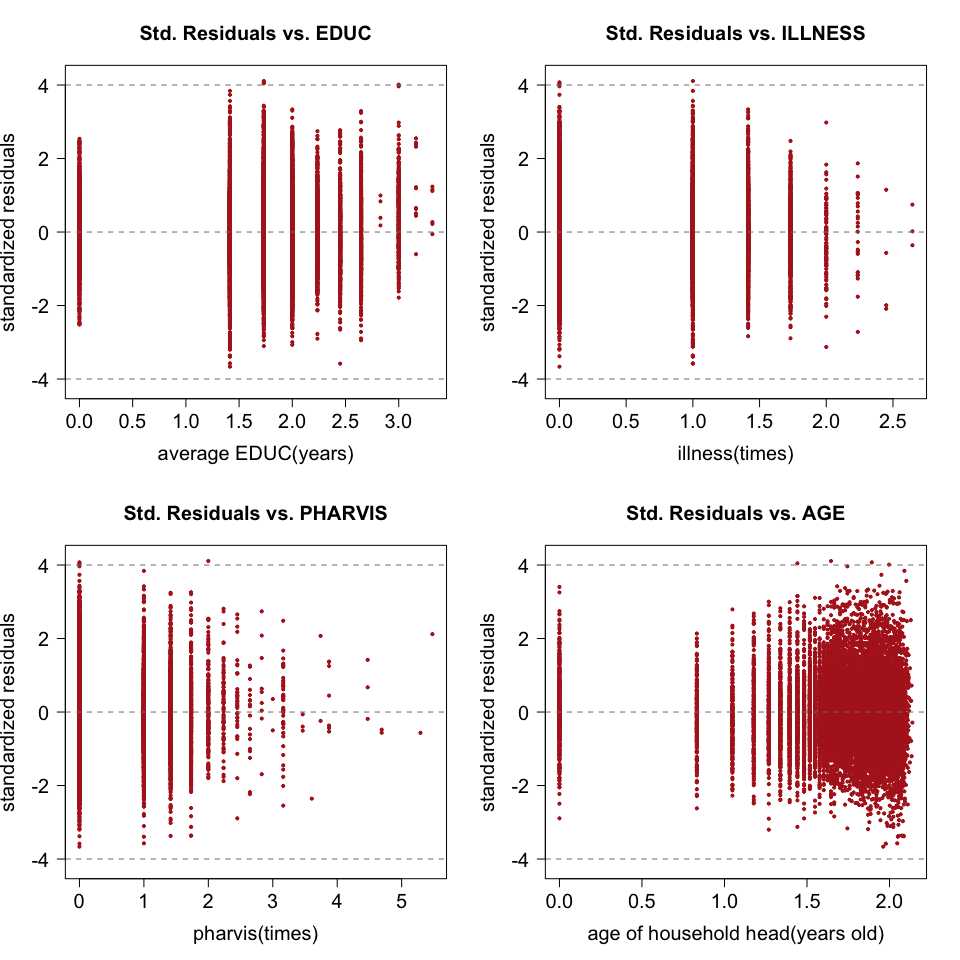 Std. Residuals vs. EDUC
standardized residuals
4
2
0
-2
-4
0.0 0.5 1.0 1.5 2.0 2.5 3.0
average EDUC(years)
Std. Residuals vs. ILLNESS
standardized residuals
4
2
0
-2
-4
0.0 0.5 1.0 1.5 2.0 2.5
illness(times)
Std. Residuals vs. PHARVIS
standardized residuals
4
2
0
-2
-4
0 1 2 3 4 5
pharvis(times)
Std. Residuals vs. AGE
standardized residuals
4
2
0
-2
-4
0.0 0.5 1.0 1.5 2.0
age of household head(years old)